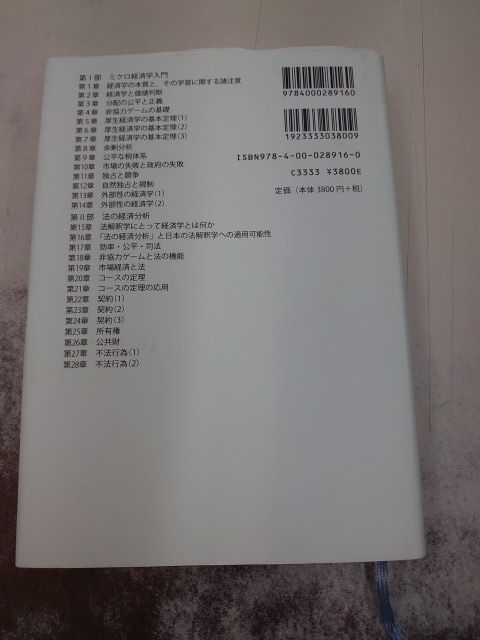 第Ⅰ部 ミクロ経済学入門
第1章 経済学の本質と，その学習に関する諸注意
第2章 経済学と価値判断
第3章 分配の公平と正義
第4章 非協力ゲームの基礎
第5章 厚生経済学の基本定理(1)
第6章 厚生経済学の基本定理(2)
第7章 厚生経済学の基本定理(3)
第8章 余剰分析
第9章 公平な税体系
第10章 市場の失敗と政府の失敗
第11章 独占と競争
第12章 自然独占と規制
第13章 外部性の経済学(1)
第14章 外部性の経済学(2)
第Ⅱ部 法の経済分析
第15章 法解釈学にとって経済学とは何か
第16章 「法の経済分析」と日本の法解釈学への適用可能性
第17章 効率・公平・司法
第18章 非協力ゲームと法の機能
第19章 市場経済と法
第20章 コースの定理
第21章 コースの定理の応用
第22章 契約(1)
第23章 契約(2)
第24章 契約(3)
第25章 所有権
第26章 公共財
第27章 不法行為(1)
第28章 不法行為(2)
9784000289160
1923333038009
ISBN978-4-00-028916-0
C3333 ¥3800E
定価(本体 3800 円+税)